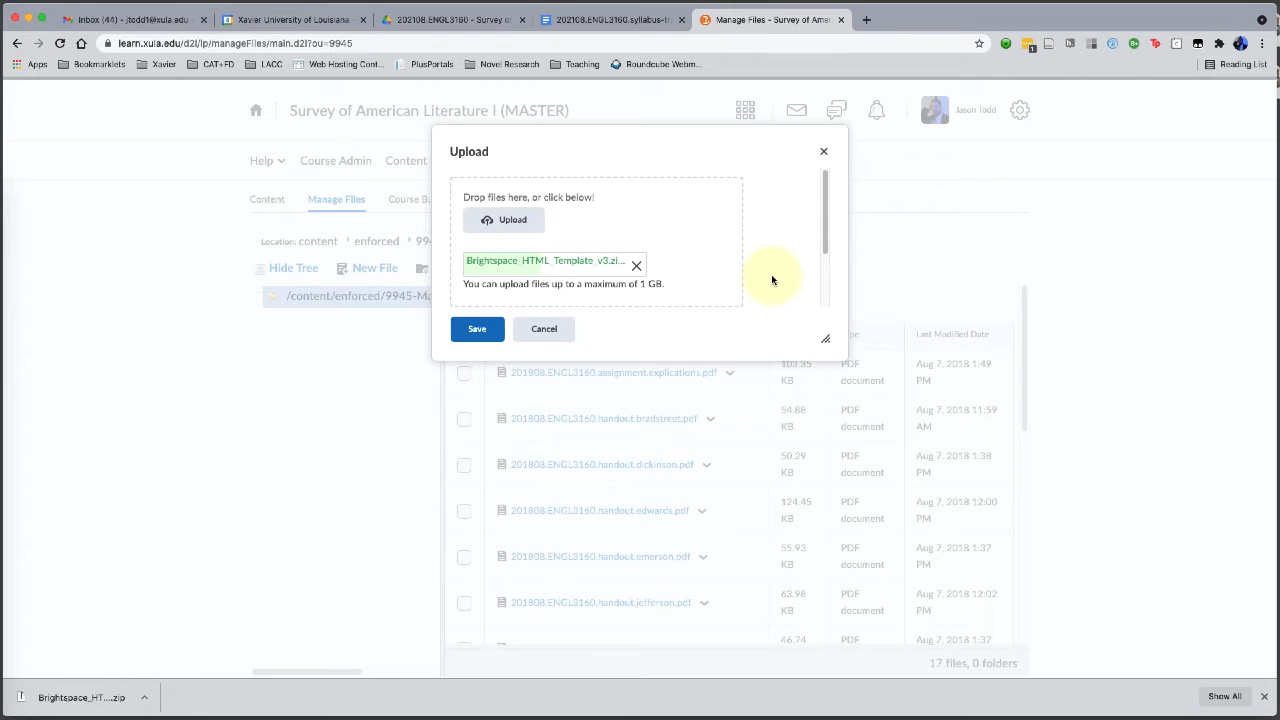 Inbox (44) - jtodd1@xula.edu -
Xavier University of Louisiana -
202108.ENGL3160 - Survey of
202108.ENGL3160.syllabus-tra
Manage Files - Survey of Amer
learn.xula.edu/d2l/lp/manageFiles/main.d2l?ou=9945
Apps
Bookmarklets
Xavier
CAT+FD
LACC
Web Hosting Cont...
PlusPortals
Novel Research
Teaching
Roundcube Webm...
Reading List
Survey of American Literature I (MASTER)
Jason Todd
Help
Course Admin
Content
Upload
Content
Manage Files
Course Bu
Drop files here, or click below!
Upload
Location: content
enforced
99
Hide Tree
New File
Brightspace_HTML_Template_v3.zi...
You can upload files up to a maximum of 1 GB.
/content/enforced/9945-Ma
Save
Cancel
Last Modified Date
201808.ENGL3160.assignment.explications.pdf
103.35 KB
PDF document
Aug 7, 2018 1:49 PM
201808.ENGL3160.handout.bradstreet.pdf
54.88 KB
PDF document
Aug 7, 2018 11:59 AM
201808.ENGL3160.handout.dickinson.pdf
50.29 KB
PDF document
Aug 7, 2018 1:38 PM
201808.ENGL3160.handout.edwards.pdf
124.45 KB
PDF document
Aug 7, 2018 12:00 PM
201808.ENGL3160.handout.emerson.pdf
55.93 KB
PDF document
Aug 7, 2018 1:37 PM
201808.ENGL3160.handout.jefferson.pdf
63.98 KB
PDF document
Aug 7, 2018 12:02 PM
46.74
PDF
Aug 7, 2018 1:37
17 files, 0 folders
Brightspace_HT....zip
Show All